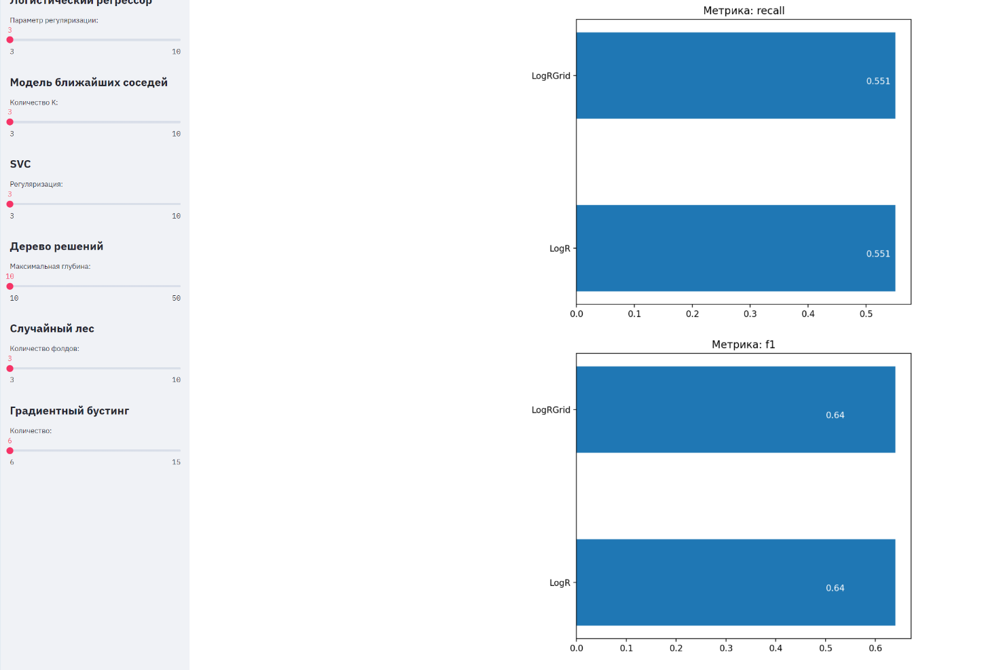 Логистический регрессор
Параметр регуляризации:
3
3 10
Модель ближайших соседей
Количество K:
3
3 10
SVC
Регуляризация:
3
3 10
Дерево решений
Максимальная глубина:
10
10 50
Случайный лес
Количество фолдов:
3
3 10
Градиентный бустинг
Количество:
6
6 15
Метрика: recall
LogRGrid
0.551
LogR
0.551
0.0 0.1 0.2 0.3 0.4 0.5
Метрика: f1
LogRGrid
0.64
LogR
0.64
0.0 0.1 0.2 0.3 0.4 0.5 0.6